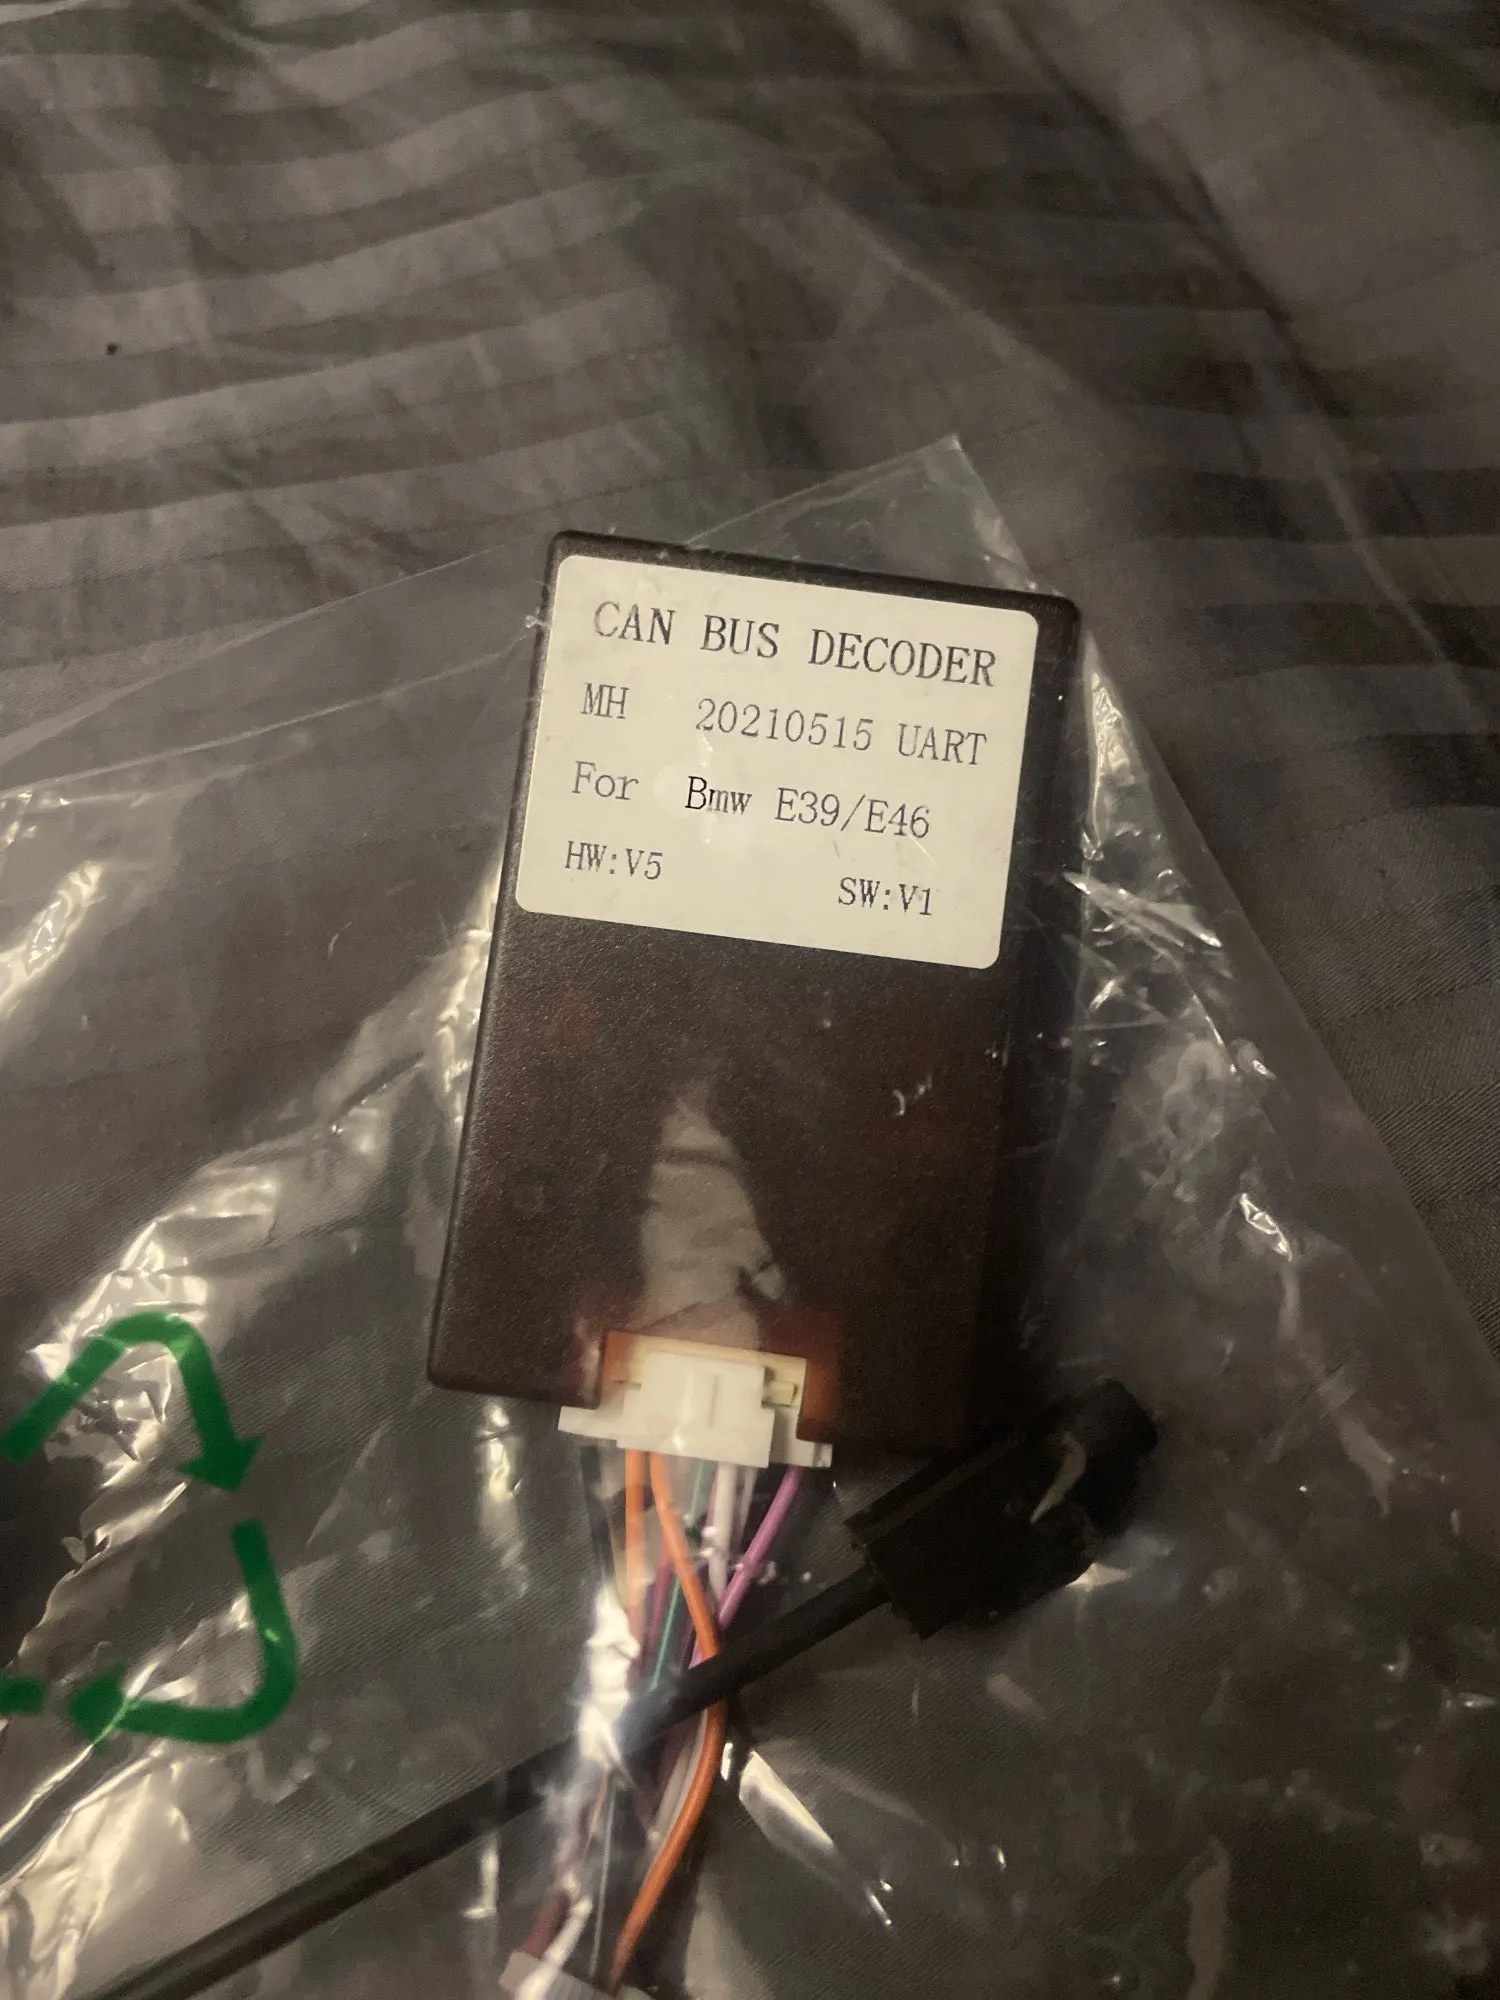 CAN BUS DECODER
MH 20210515 UART
For Bmw E39/E46
HW:V5 SW:V1